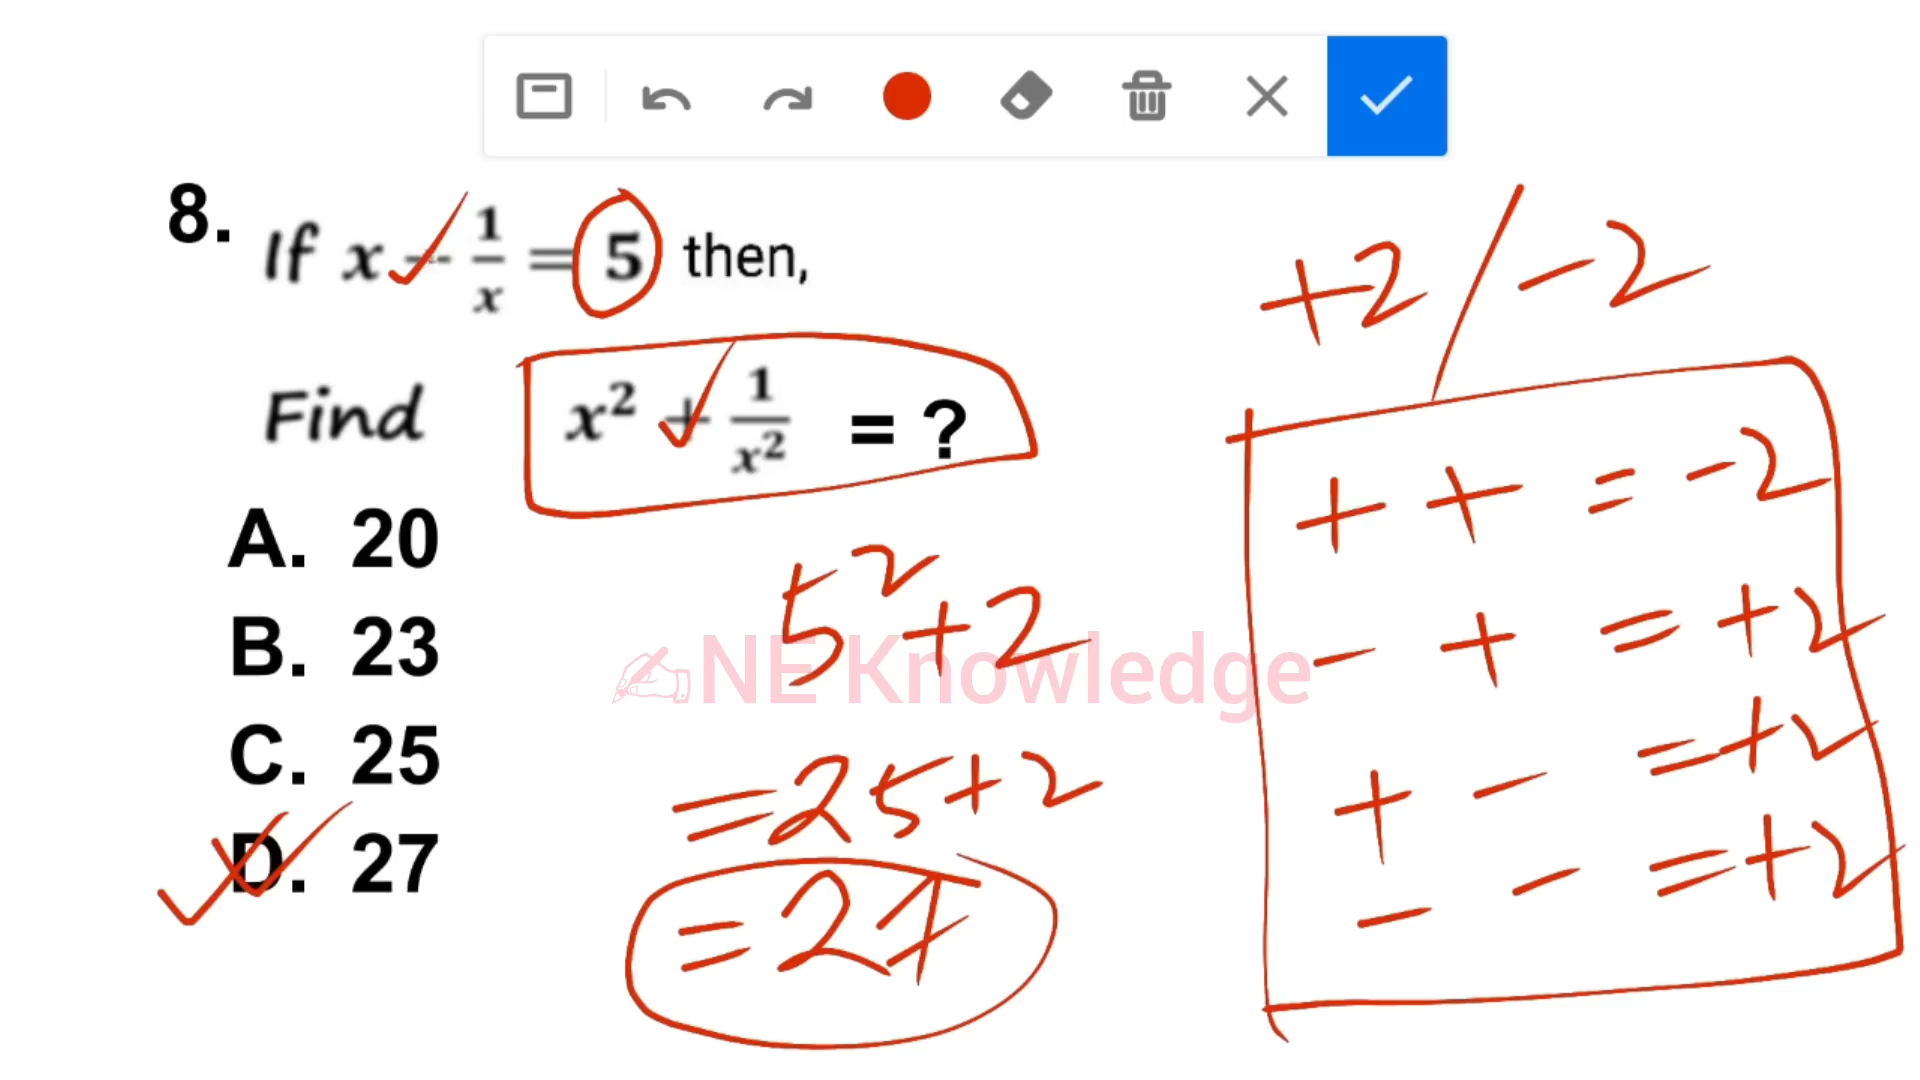 8. If x - 1/x = 5 then,
Find x² + 1/x² = ?
A. 20
B. 23
C. 25
D. 27
5² + 2
= 25 + 2
= 27
+2 / -2
+ + = -2
- + = +2
+ - = +2
- - = +2
✍NE Knowledge